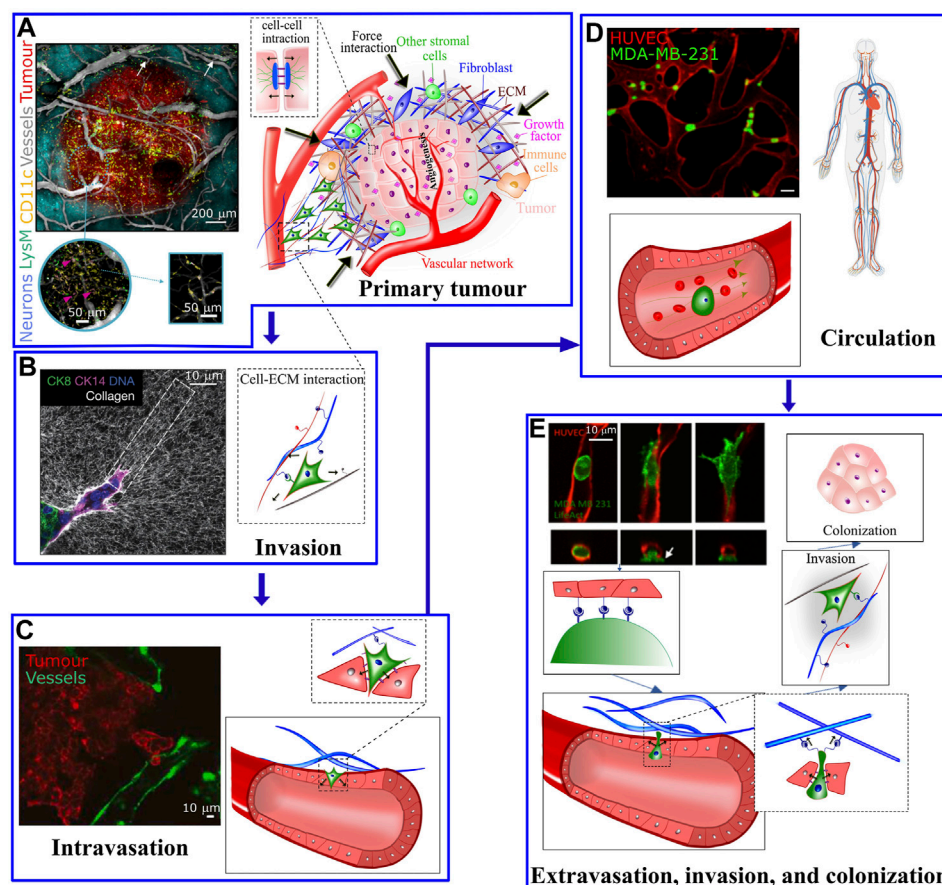 A
Neurons LysM CD11c Vessels Tumour
200 μm
50 μm
50 μm
cell-cell
intraction
Force
interaction
Other stromal
cells
Fibroblast
ECM
Growth
factor
Immune
cells
Tumor
Angiogenesis
Vascular network
Primary tumour
B
CK8 CK14 DNA
Collagen
10 μm
Cell-ECM interaction
Invasion
C
Tumour
Vessels
10 μm
Intravasation
D
HUVEC
MDA-MB-231
Circulation
E
HUVEC
10 μm
MDA MB 231
LifeAct
Colonization
Invasion
Extravasation, invasion, and colonization